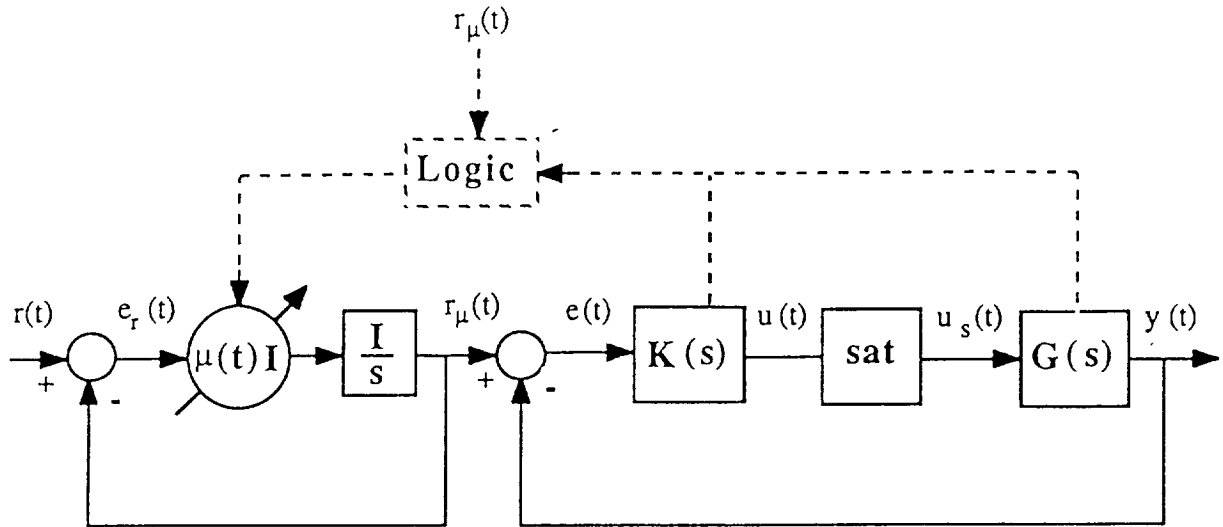 r_μ(t)
Logic
r(t)
e_r(t)
μ(t) I
I
s
r_μ(t)
e(t)
K(s)
u(t)
sat
u_s(t)
G(s)
y(t)
+
-
+
-